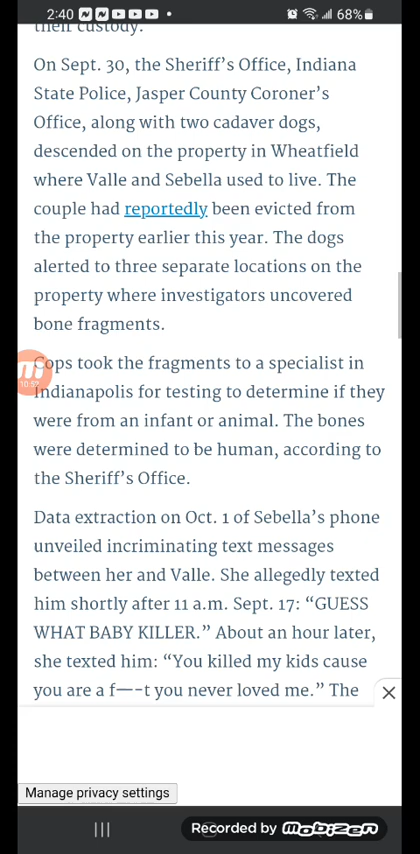 2:40 68%
their custody.
On Sept. 30, the Sheriff's Office, Indiana
State Police, Jasper County Coroner's
Office, along with two cadaver dogs,
descended on the property in Wheatfield
where Valle and Sebella used to live. The
couple had reportedly been evicted from
the property earlier this year. The dogs
alerted to three separate locations on the
property where investigators uncovered
bone fragments.
Cops took the fragments to a specialist in
Indianapolis for testing to determine if they
were from an infant or animal. The bones
were determined to be human, according to
the Sheriff's Office.
Data extraction on Oct. 1 of Sebella's phone
unveiled incriminating text messages
between her and Valle. She allegedly texted
him shortly after 11 a.m. Sept. 17: “GUESS
WHAT BABY KILLER.” About an hour later,
she texted him: “You killed my kids cause
you are a f—-t you never loved me.” The
Manage privacy settings
Recorded by mobizen